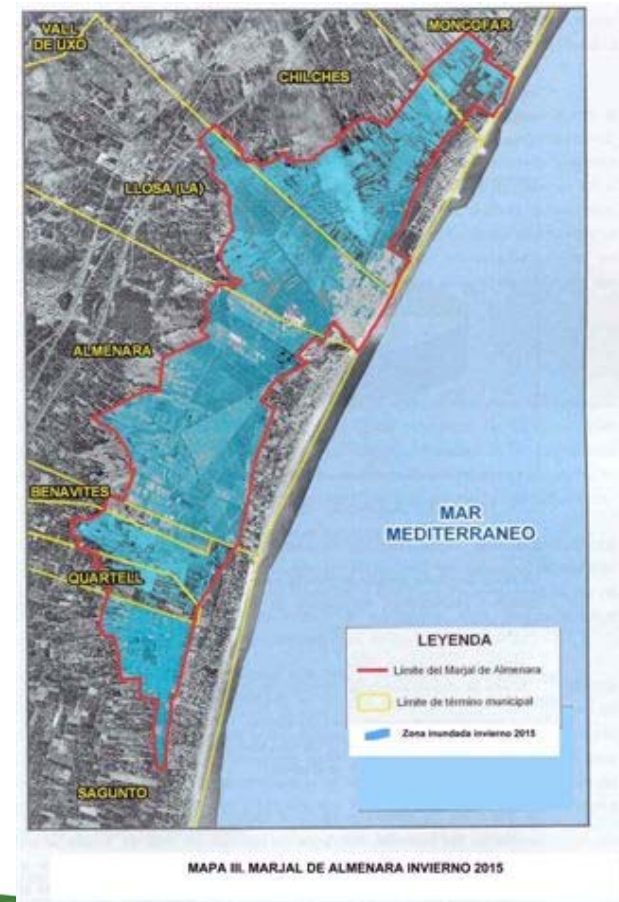 MONCOFAR
VALL
DE UXO
CHILCHES
LLOSA (LA)
ALMENARA
BENAVITES
QUARTELL
SAGUNTO
MAR
MEDITERRANEO
LEYENDA
Límite del Marjal de Almenara
Límite de término municipal
Zona inundada invierno 2015
MAPA III. MARJAL DE ALMENARA INVIERNO 2015